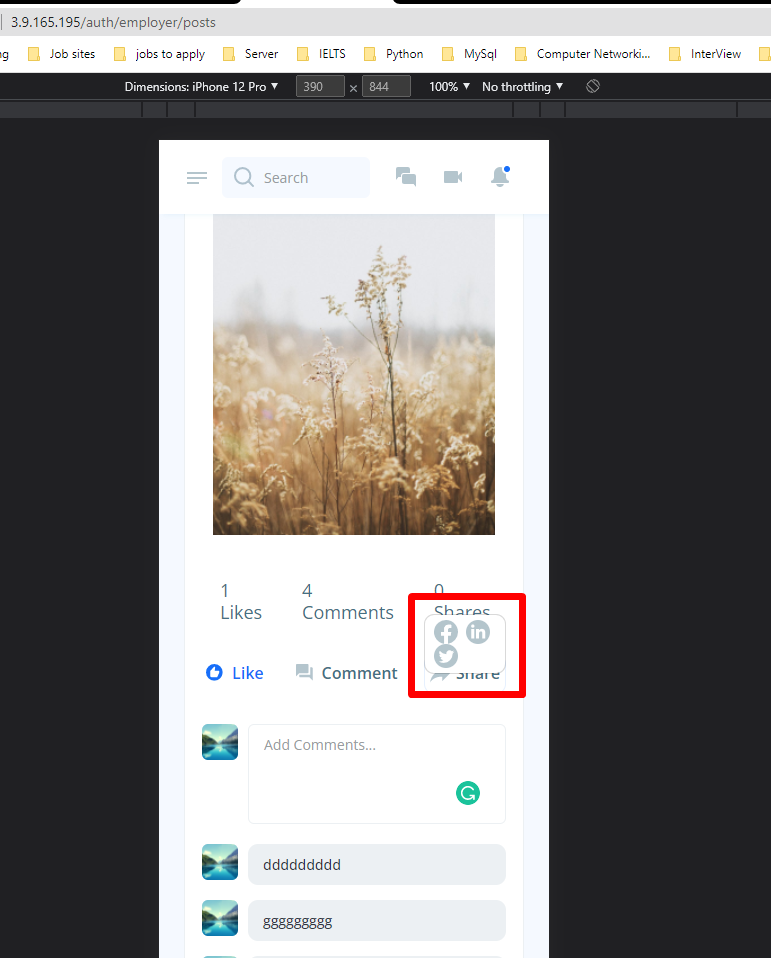 3.9.165.195/auth/employer/posts
g Job sites jobs to apply Server IELTS Python MySql Computer Networki... InterView
Dimensions: iPhone 12 Pro ▼ 390 × 844 100% ▼ No throttling ▼
Search
1 Likes
4 Comments
0 Shares
in
Like Comment Share
Add Comments...
ddddddddd
ggggggggg